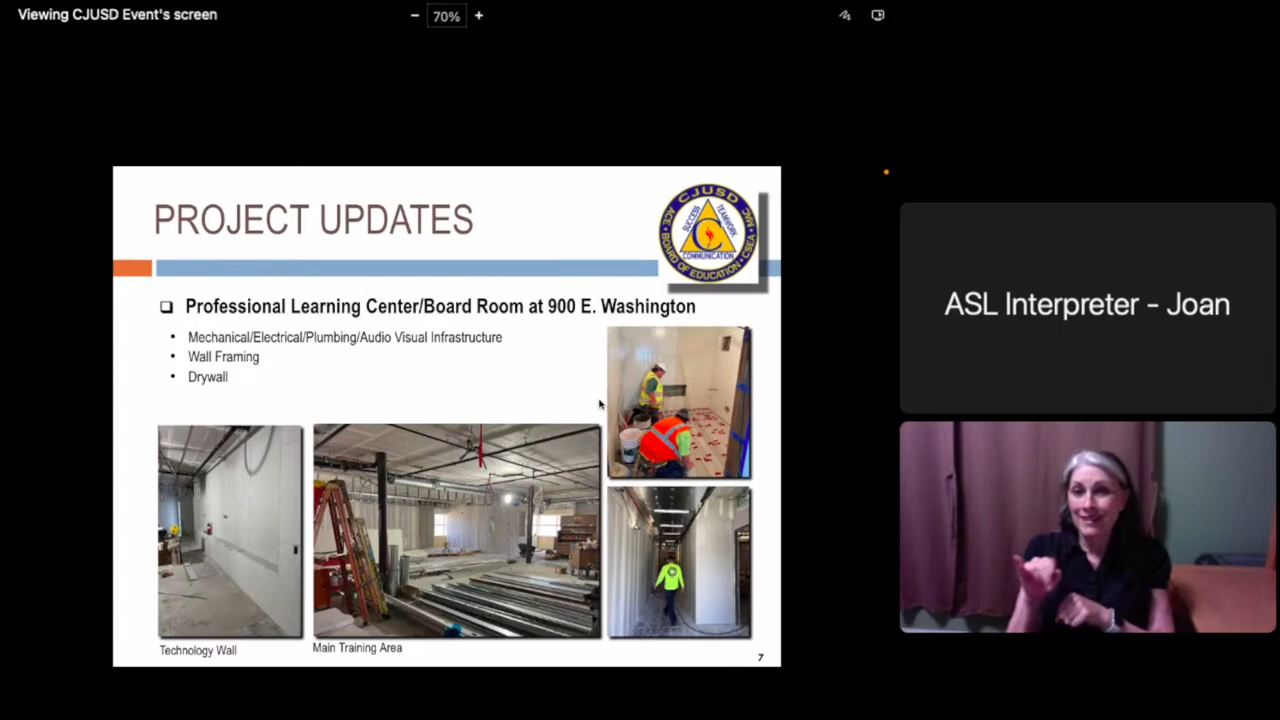 Viewing CJUSD Event's screen
− 70% +
PROJECT UPDATES
CJUSD
ACE • BOARD OF EDUCATION • CSEA • MAC
SUCCESS
TEAMWORK
C
COMMUNICATION
Professional Learning Center/Board Room at 900 E. Washington
• Mechanical/Electrical/Plumbing/Audio Visual Infrastructure
• Wall Framing
• Drywall
Technology Wall
Main Training Area
7
ASL Interpreter - Joan